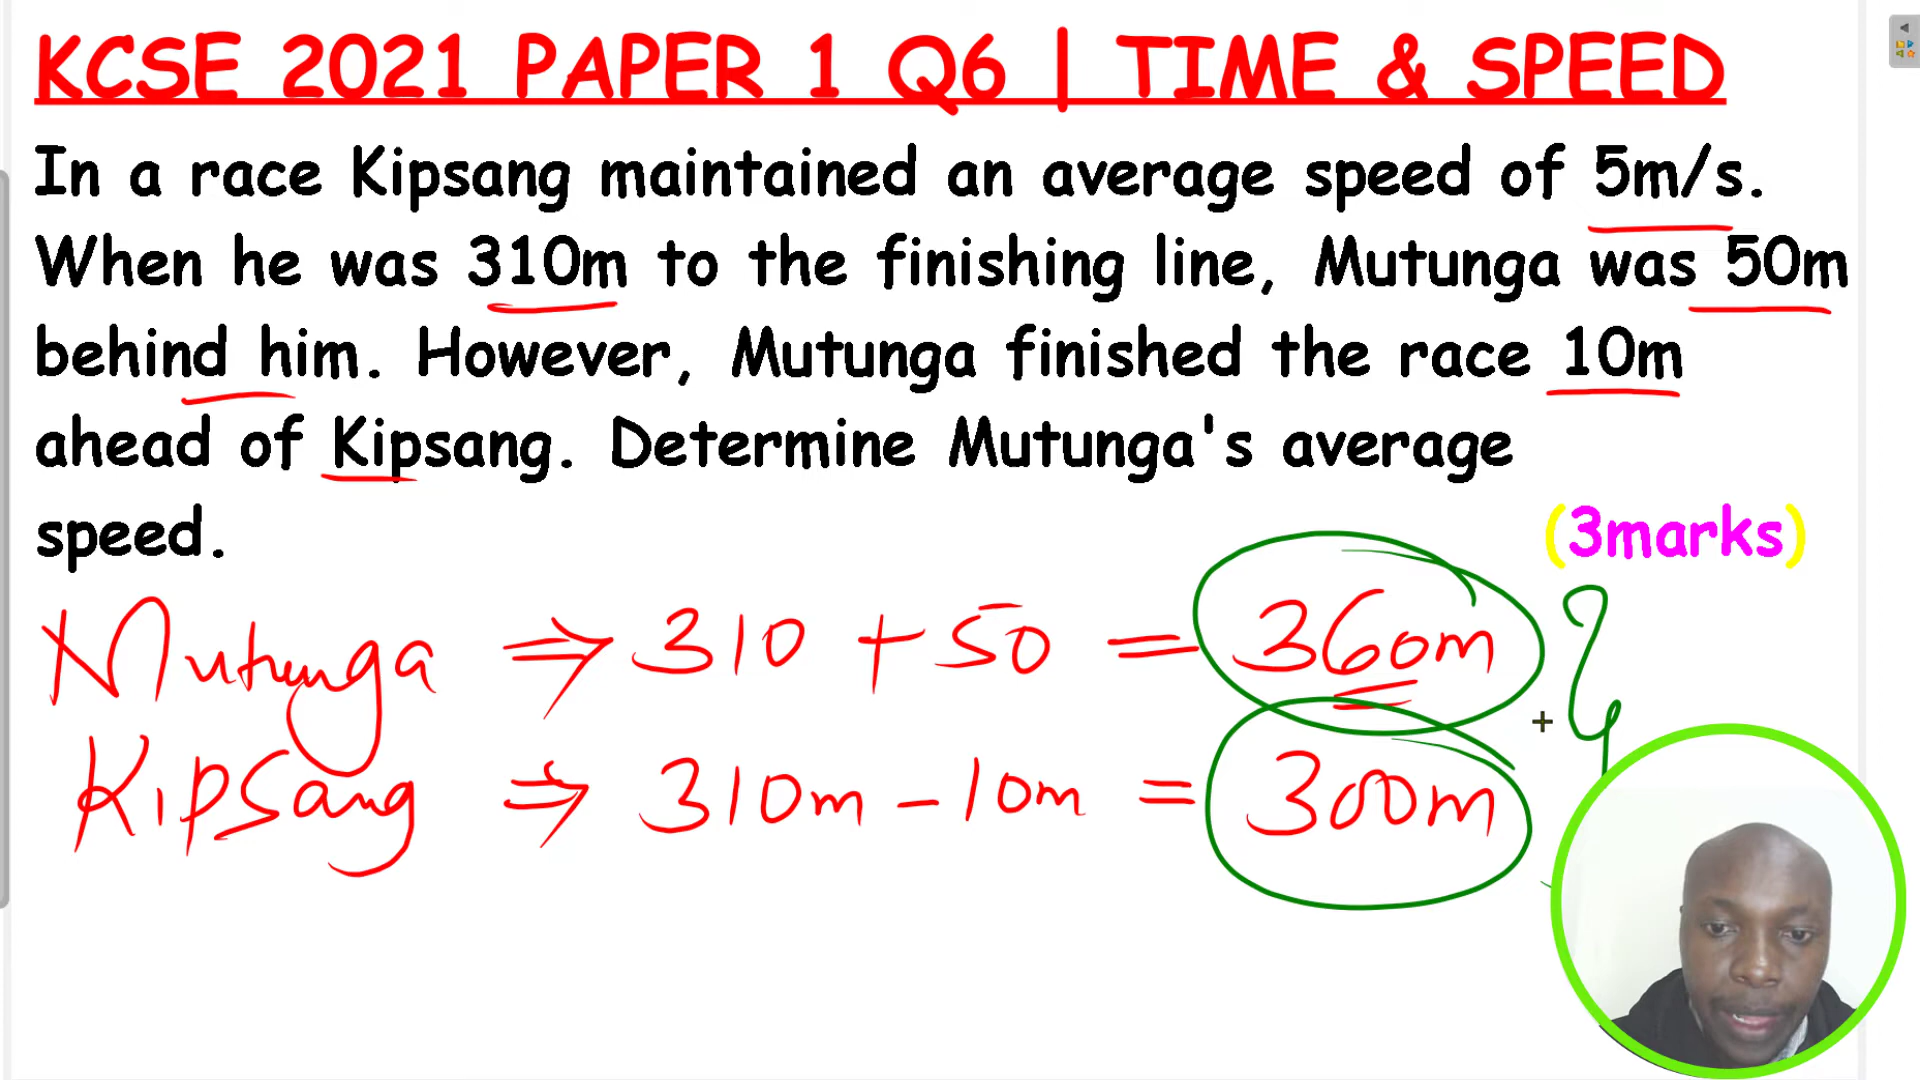 KCSE 2021 PAPER 1 Q6 | TIME & SPEED
In a race Kipsang maintained an average speed of 5m/s.
When he was 310m to the finishing line, Mutunga was 50m
behind him. However, Mutunga finished the race 10m
ahead of Kipsang. Determine Mutunga's average
speed.
(3marks)
Mutunga ⇒ 310 + 50 = 360m
Kipsang ⇒ 310m - 10m = 300m